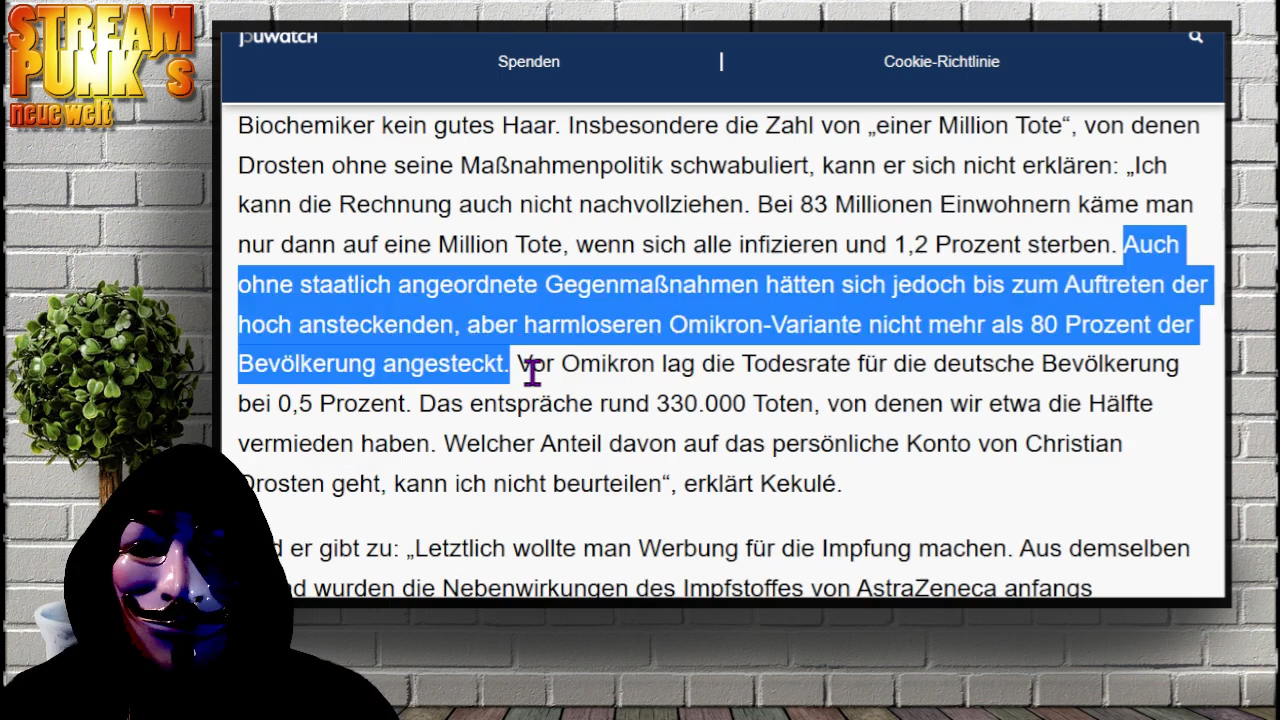 STREAM
PUNK´s
neue welt
jouwatch
Spenden | Cookie-Richtlinie
Biochemiker kein gutes Haar. Insbesondere die Zahl von „einer Million Tote“, von denen
Drosten ohne seine Maßnahmenpolitik schwabuliert, kann er sich nicht erklären: „Ich
kann die Rechnung auch nicht nachvollziehen. Bei 83 Millionen Einwohnern käme man
nur dann auf eine Million Tote, wenn sich alle infizieren und 1,2 Prozent sterben. Auch
ohne staatlich angeordnete Gegenmaßnahmen hätten sich jedoch bis zum Auftreten der
hoch ansteckenden, aber harmloseren Omikron-Variante nicht mehr als 80 Prozent der
Bevölkerung angesteckt. Vor Omikron lag die Todesrate für die deutsche Bevölkerung
bei 0,5 Prozent. Das entspräche rund 330.000 Toten, von denen wir etwa die Hälfte
vermieden haben. Welcher Anteil davon auf das persönliche Konto von Christian
Drosten geht, kann ich nicht beurteilen“, erklärt Kekulé.
er gibt zu: „Letztlich wollte man Werbung für die Impfung machen. Aus demselben
wurden die Nebenwirkungen des Impfstoffes von AstraZeneca anfangs